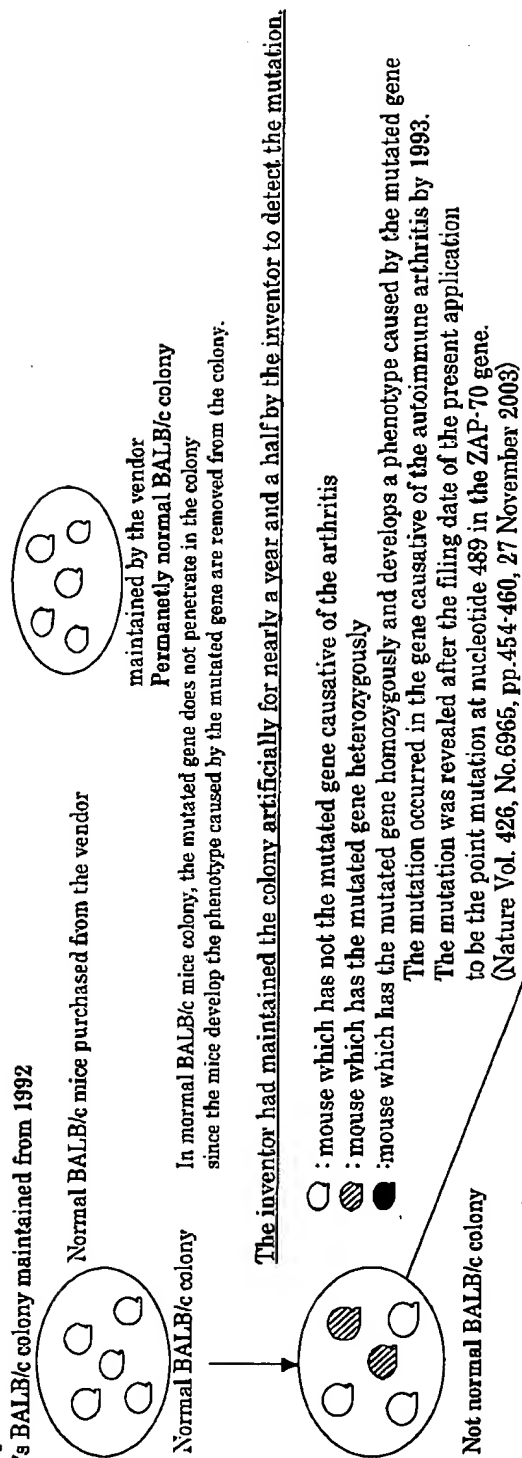 's BALB/c colony maintained from 1992
Normal BALB/c mice purchased from the vendor
Normal BALB/c colony
maintained by the vendor
Permanetly normal BALB/c colony
In mormal BALB/c mice colony, the mutated gene does not penetrate in the colony
since the mice develop the phenotype caused by the mutated gene are removed from the colony.
The inventor had maintained the colony artificially for nearly a year and a half by the inventor to detect the mutation.
: mouse which has not the mutated gene causative of the arthritis
: mouse which has the mutated gene heterozygously
:mouse which has the mutated gene homozygously and develops a phenotype caused by the mutated gene
The mutation occurred in the gene causative of the autoimmune arthritis by 1993.
The mutation was revealed after the filing date of the present application
to be the point mutation at nucleotide 489 in the ZAP-70 gene.
(Nature Vol. 426, No.6965, pp.454-460, 27 November 2003)
Not normal BALB/c colony